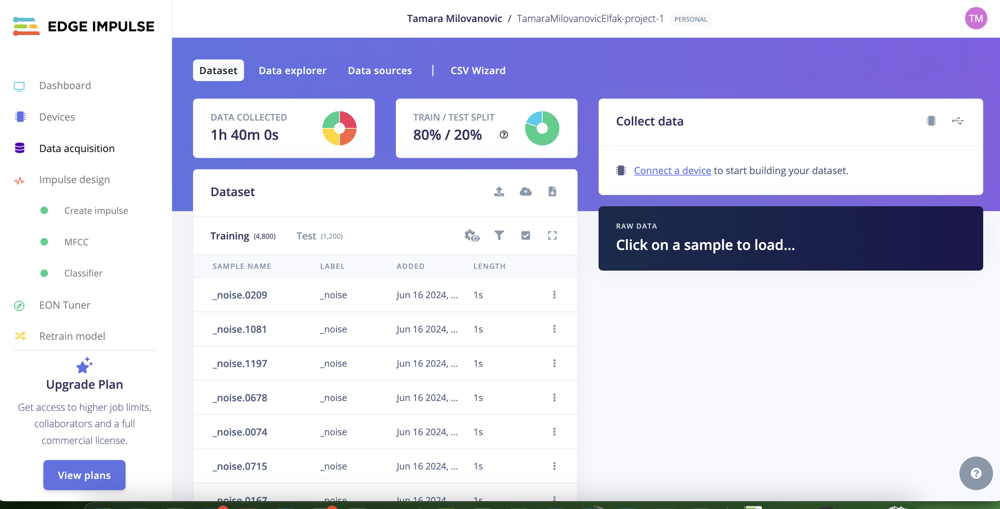 EDGE IMPULSE
Tamara Milovanovic / TamaraMilovanovicElfak-project-1 PERSONAL
TM
Dashboard
Devices
Data acquisition
Impulse design
Create impulse
MFCC
Classifier
EON Tuner
Retrain model
Upgrade Plan
Get access to higher job limits,
collaborators and a full
commercial license.
View plans
Dataset Data explorer Data sources | CSV Wizard
DATA COLLECTED
1h 40m 0s
TRAIN / TEST SPLIT
80% / 20%
Dataset
Training (4,800) Test (1,200)
SAMPLE NAME LABEL ADDED LENGTH
_noise.0209 _noise Jun 16 2024, ... 1s
_noise.1081 _noise Jun 16 2024, ... 1s
_noise.1197 _noise Jun 16 2024, ... 1s
_noise.0678 _noise Jun 16 2024, ... 1s
_noise.0074 _noise Jun 16 2024, ... 1s
_noise.0715 _noise Jun 16 2024, ... 1s
_noise.0167 _noise Jun 16 2024, ... 1s
Collect data
Connect a device to start building your dataset.
RAW DATA
Click on a sample to load...